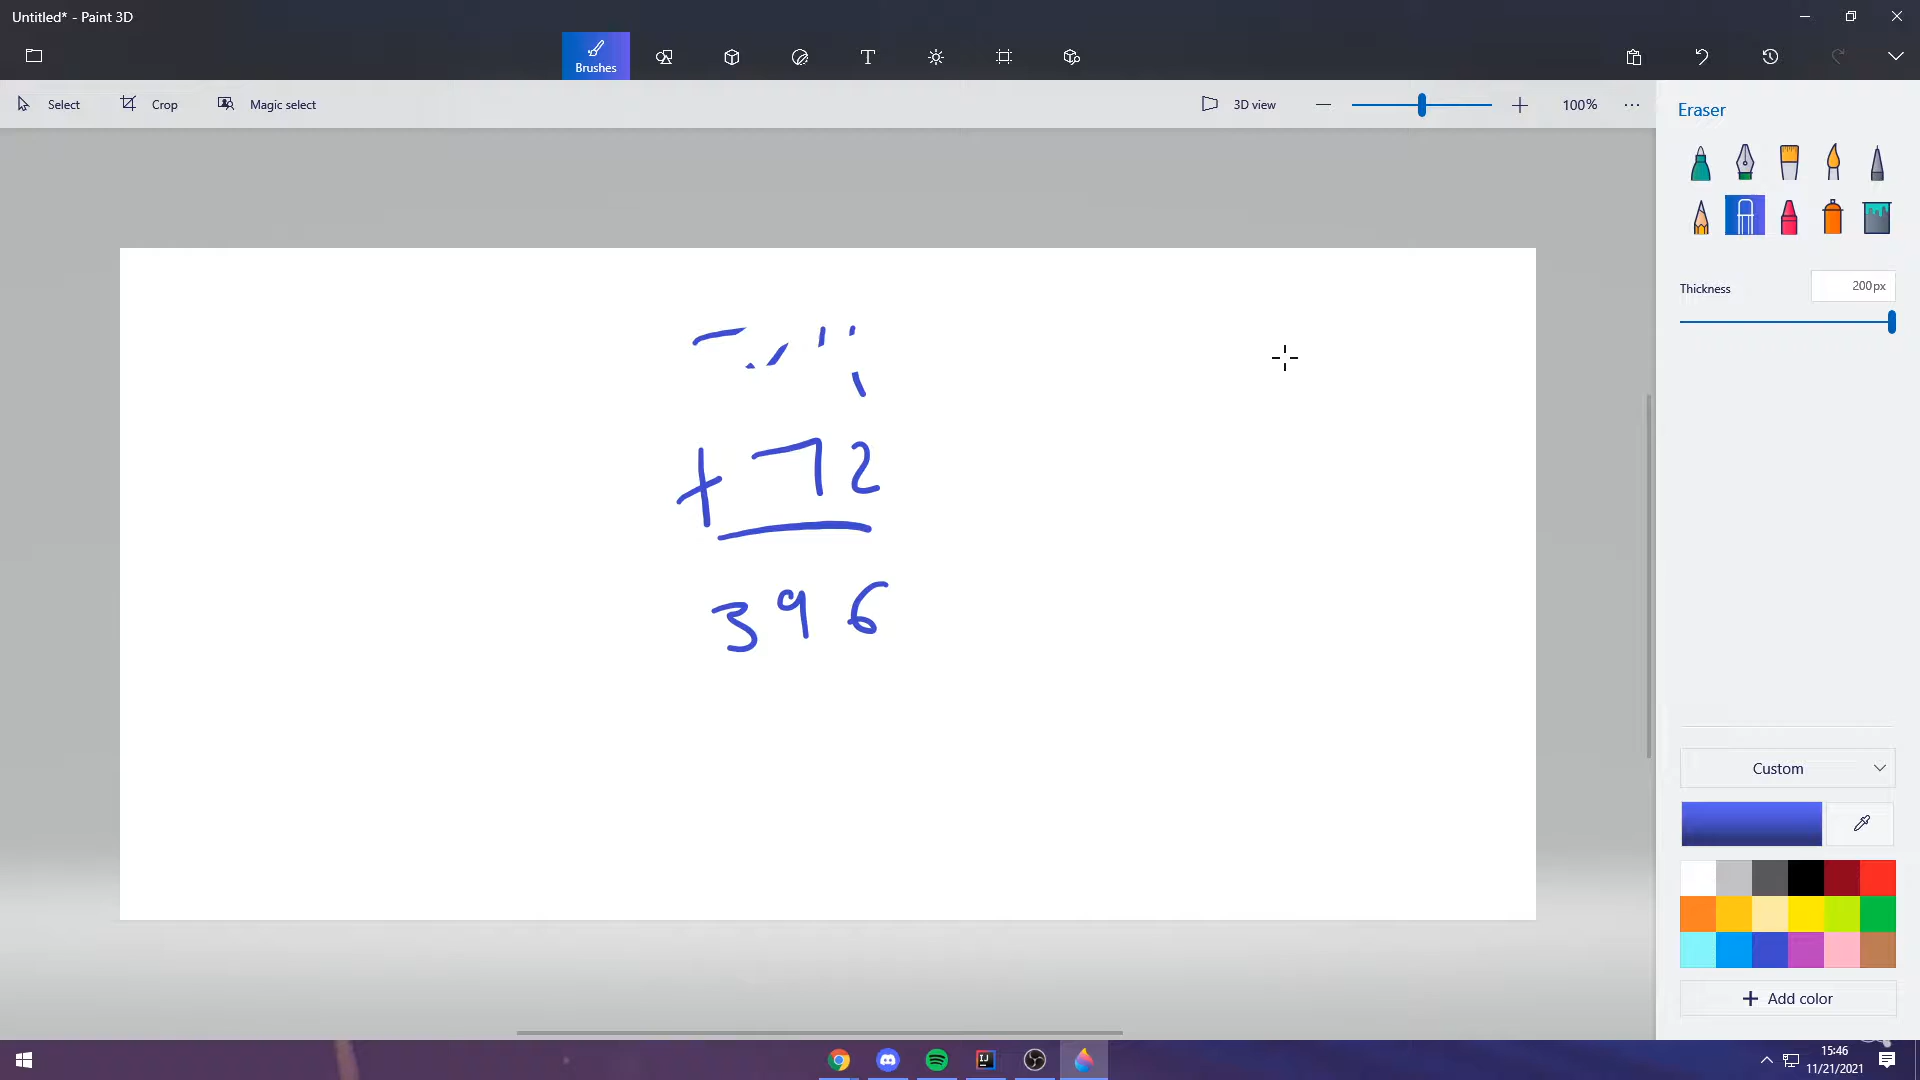 Untitled* - Paint 3D
Brushes
Select
Crop
Magic select
3D view
100%
Eraser
Thickness
200px
+ 72
396
Custom
+ Add color
15:46
11/21/2021